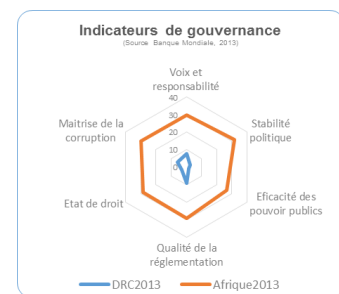 Indicateurs de gouvernance
(Source Banque Mondiale, 2013)
Voix et
responsabilité
40
30
20
10
0
Maitrise de la
corruption
Stabilité
politique
Etat de droit
Eficacité des
pouvoir publics
Qualité de la
réglementation
DRC2013
Afrique2013